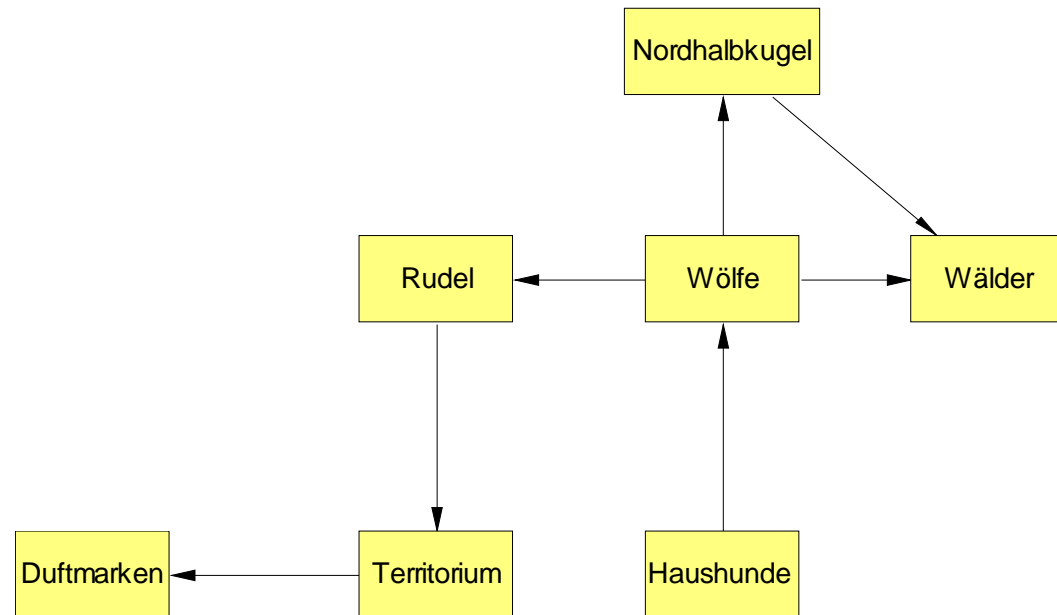 Nordhalbkugel
Rudel
Wölfe
Wälder
Duftmarken
Territorium
Haushunde